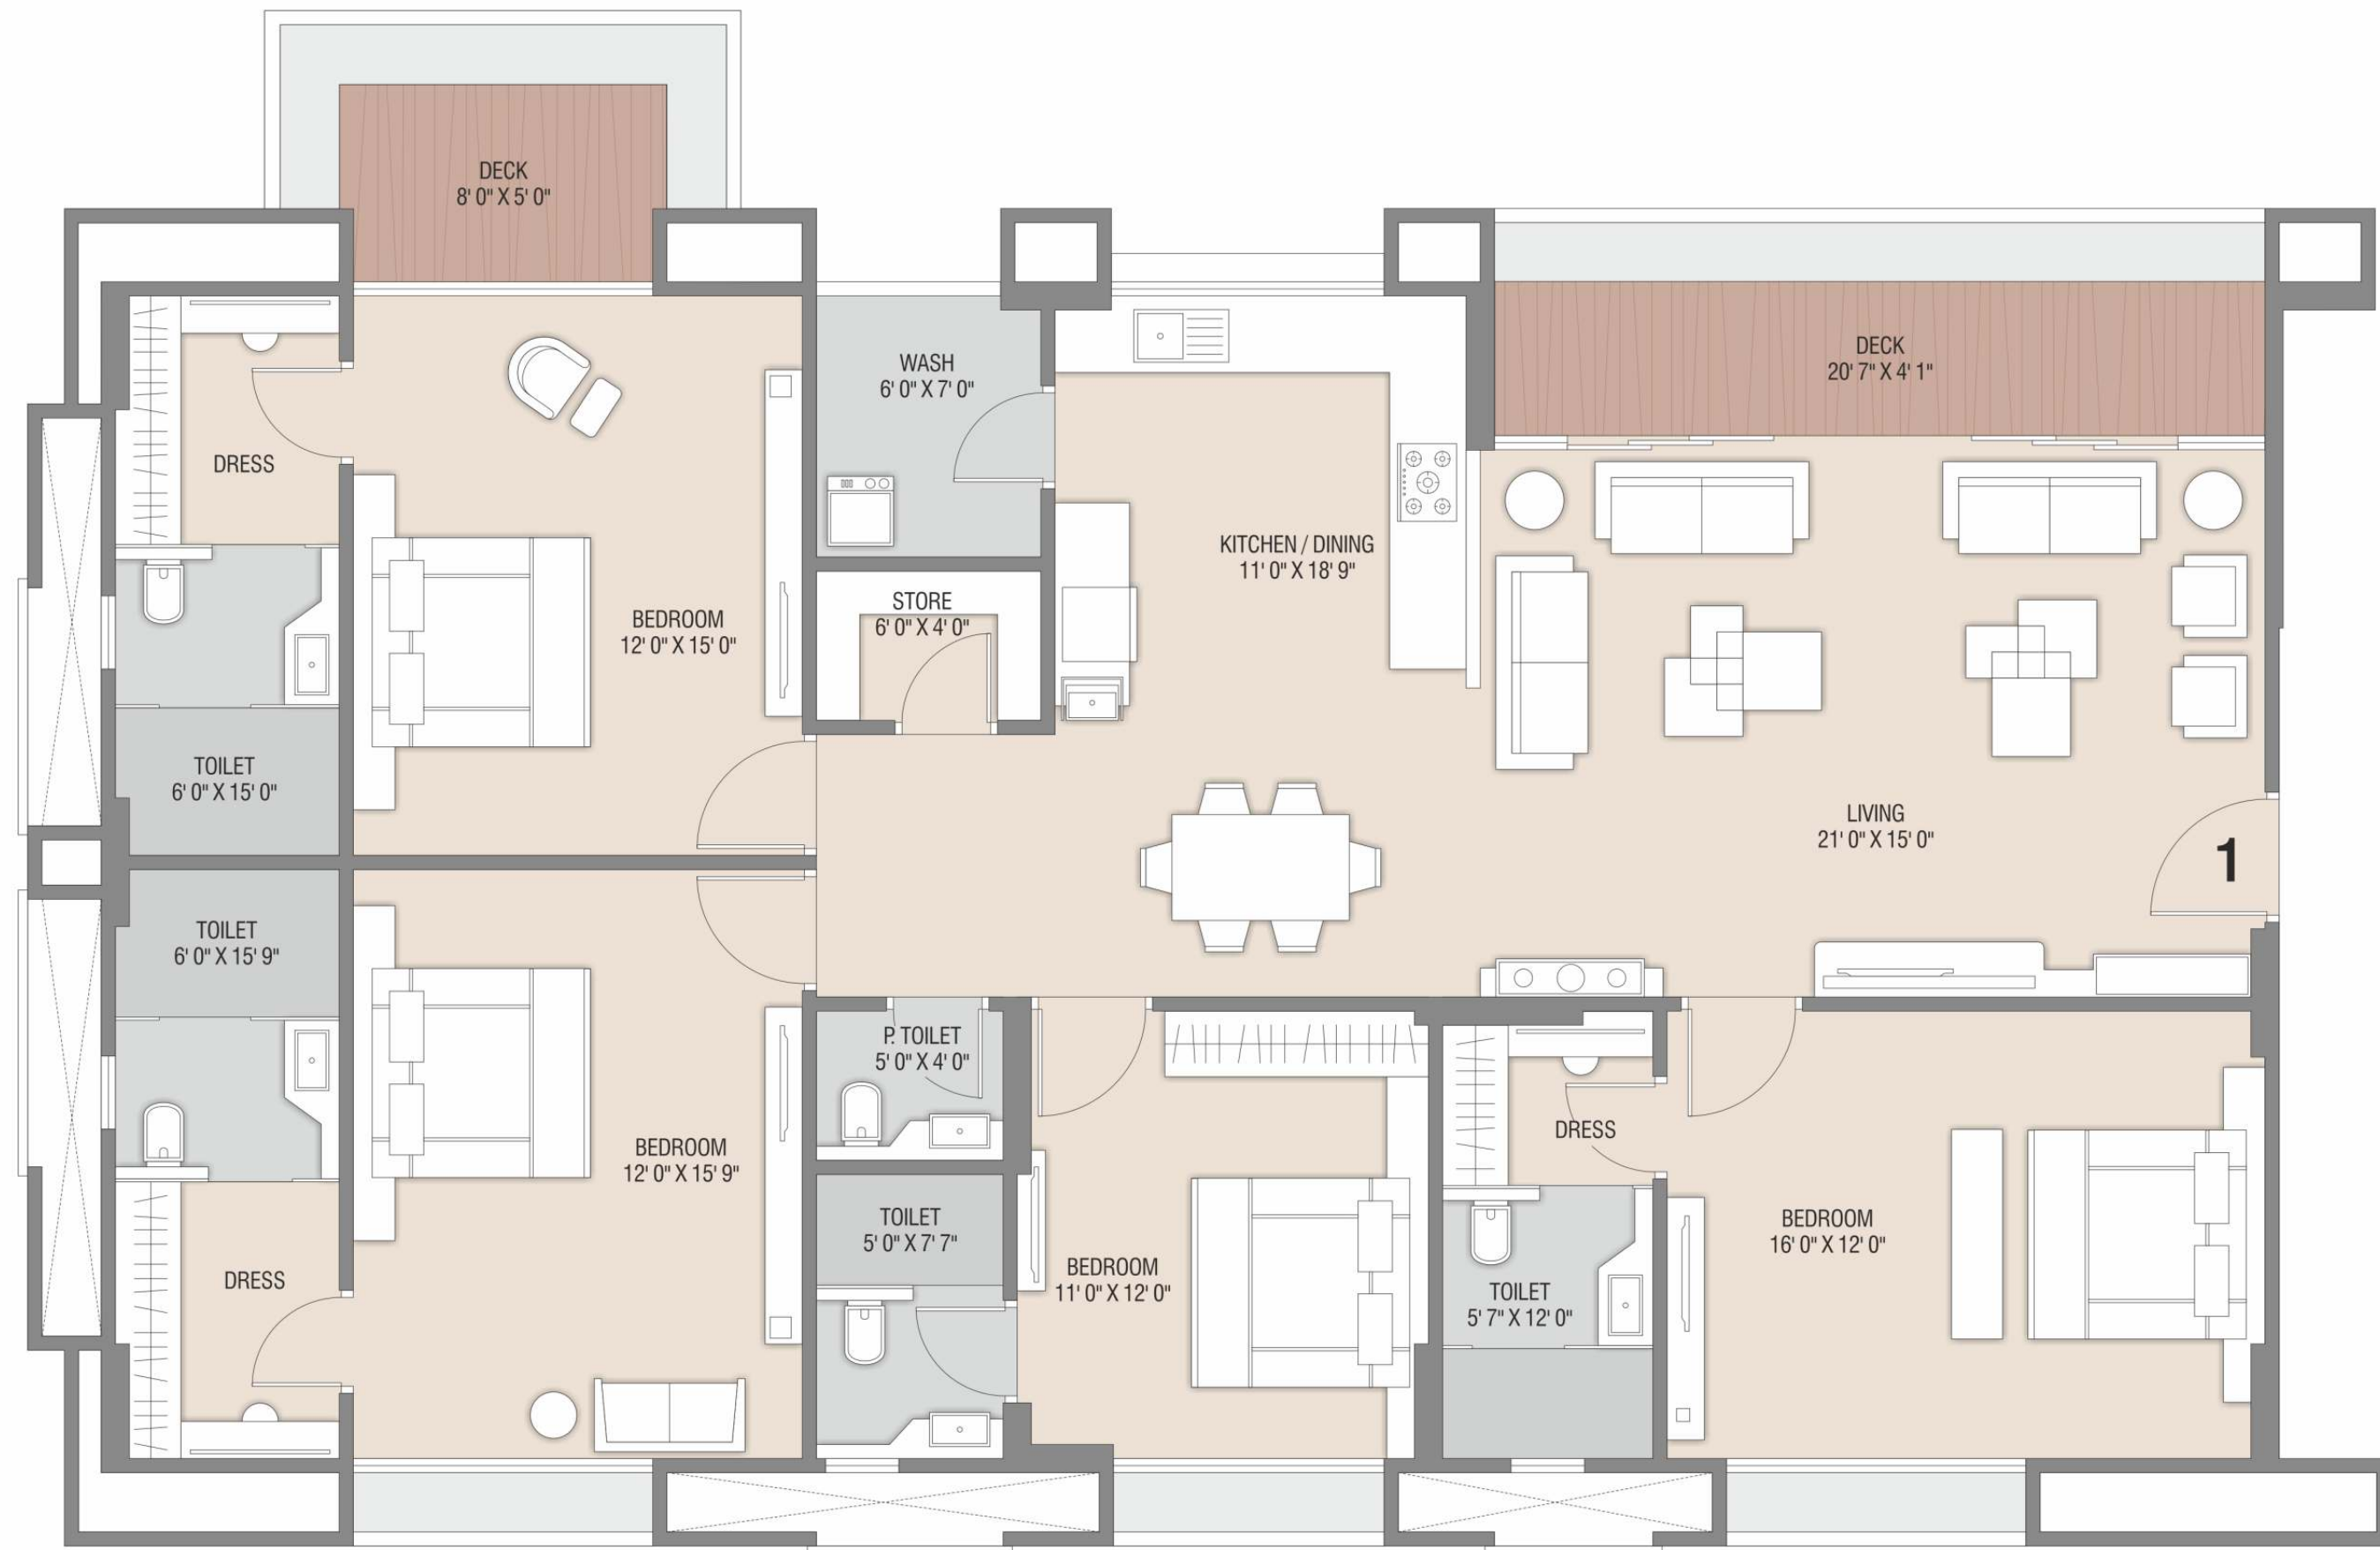 DECK
8' 0" X 5' 0"
DECK
20' 7" X 4' 1"
WASH
6' 0" X 7' 0"
DRESS
KITCHEN / DINING
11' 0" X 18' 9"
STORE
6' 0" X 4' 0"
BEDROOM
12' 0" X 15' 0"
TOILET
6' 0" X 15' 0"
LIVING
21' 0" X 15' 0"
1
TOILET
6' 0" X 15' 9"
P. TOILET
5' 0" X 4' 0"
DRESS
BEDROOM
12' 0" X 15' 9"
TOILET
5' 0" X 7' 7"
BEDROOM
16' 0" X 12' 0"
DRESS
BEDROOM
11' 0" X 12' 0"
TOILET
5' 7" X 12' 0"